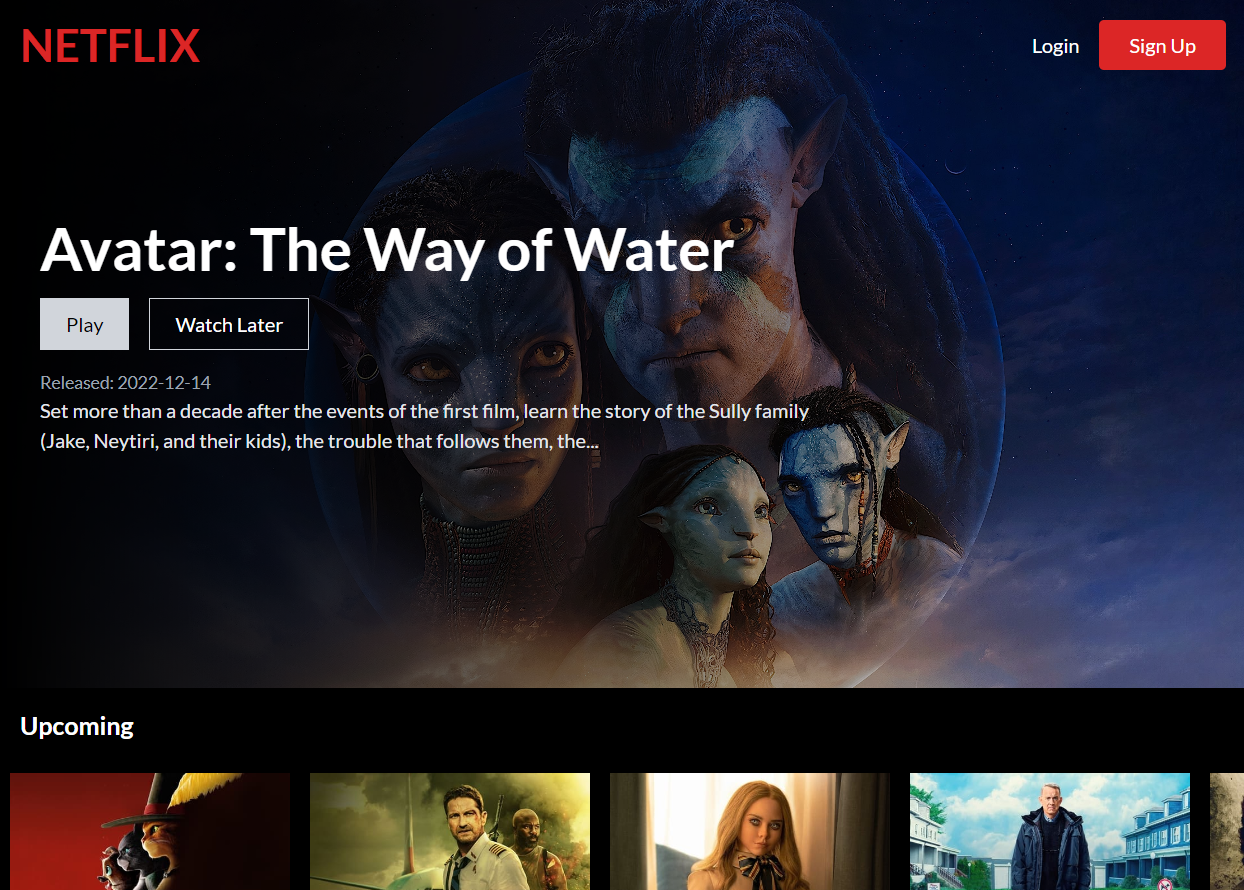 NETFLIX
Login
Sign Up
Avatar: The Way of Water
Play
Watch Later
Released: 2022-12-14
Set more than a decade after the events of the first film, learn the story of the Sully family
(Jake, Neytiri, and their kids), the trouble that follows them, the...
Upcoming